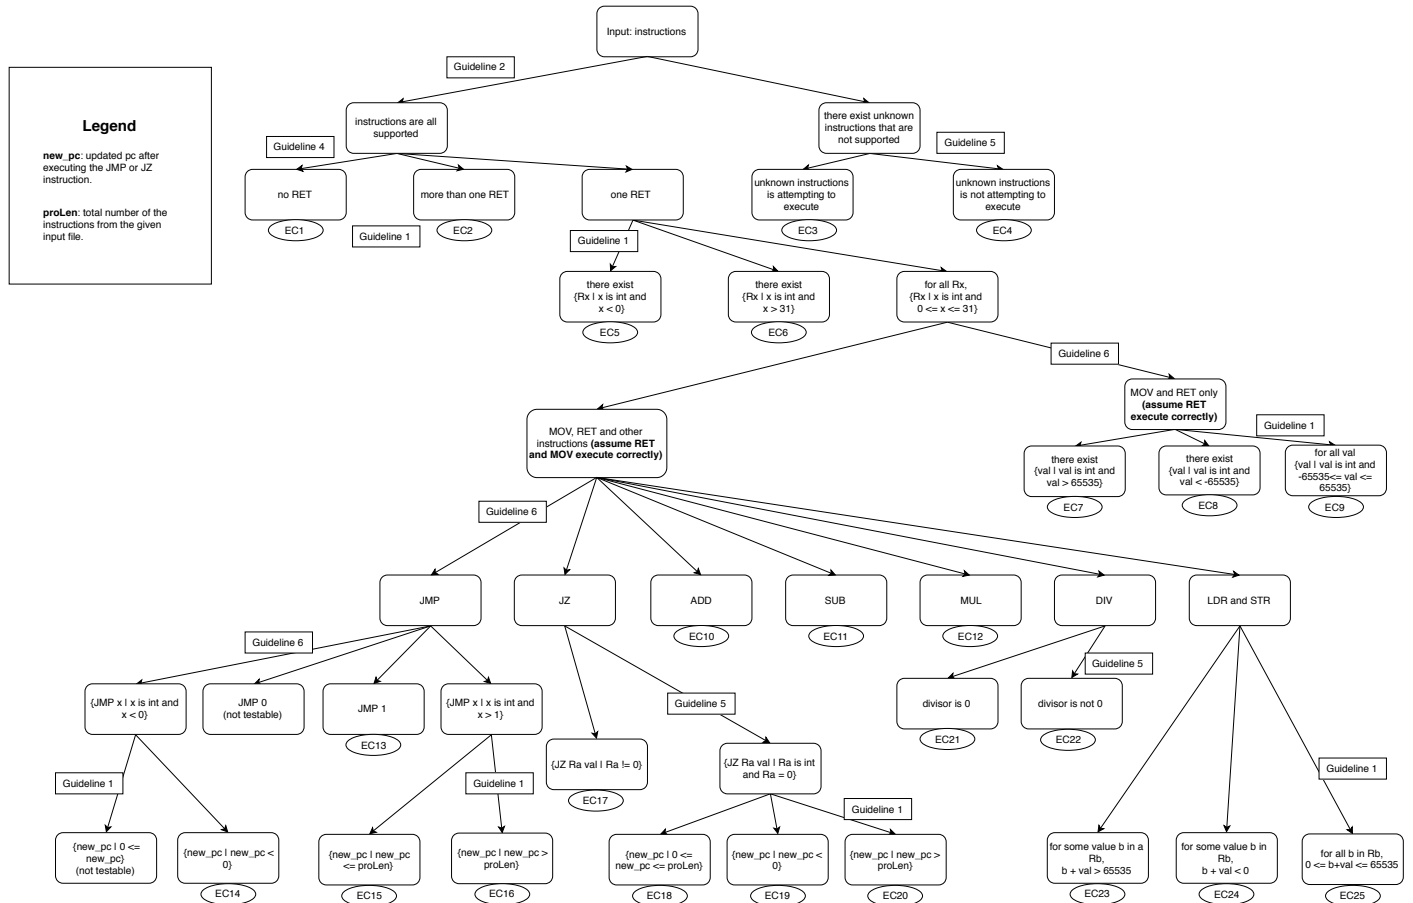 Input: instructions
Guideline 2
Legend
new_pc: updated pc after
executing the JMP or JZ
instruction.
proLen: total number of the
instructions from the given
input file.
instructions are all
supported
there exist unknown
instructions that are
not supported
Guideline 4
Guideline 5
no RET
more than one RET
one RET
unknown instructions
is attempting to
execute
unknown instructions
is not attempting to
execute
EC1
Guideline 1
EC2
EC3
EC4
Guideline 1
there exist
{Rx | x is int and
x < 0}
there exist
{Rx | x is int and
x > 31}
for all Rx,
{Rx | x is int and
0 <= x <= 31}
EC5
EC6
Guideline 6
MOV and RET only
(assume RET
execute correctly)
MOV, RET and other
instructions (assume RET
and MOV execute correctly)
Guideline 1
there exist
{val | val is int and
val > 65535}
there exist
{val | val is int and
val < -65535}
for all val
{val | val is int and
-65535<= val <=
65535}
EC7
EC8
EC9
Guideline 6
JMP
JZ
ADD
SUB
MUL
DIV
LDR and STR
EC10
EC11
EC12
Guideline 6
Guideline 5
{JMP x | x is int and
x < 0}
JMP 0
(not testable)
JMP 1
{JMP x | x is int and
x > 1}
Guideline 5
divisor is 0
divisor is not 0
EC13
EC21
EC22
{JZ Ra val | Ra != 0}
{JZ Ra val | Ra is int
and Ra = 0}
EC17
Guideline 1
Guideline 1
Guideline 1
Guideline 1
{new_pc | 0 <=
new_pc}
(not testable)
{new_pc | new_pc <
0}
{new_pc | new_pc
<= proLen}
{new_pc | new_pc >
proLen}
{new_pc | 0 <=
new_pc <= proLen}
{new_pc | new_pc <
0}
{new_pc | new_pc >
proLen}
for some value b in a
Rb,
b + val > 65535
for some value b in
Rb,
b + val < 0
for all b in Rb,
0 <= b+val <= 65535
EC14
EC15
EC16
EC18
EC19
EC20
EC23
EC24
EC25